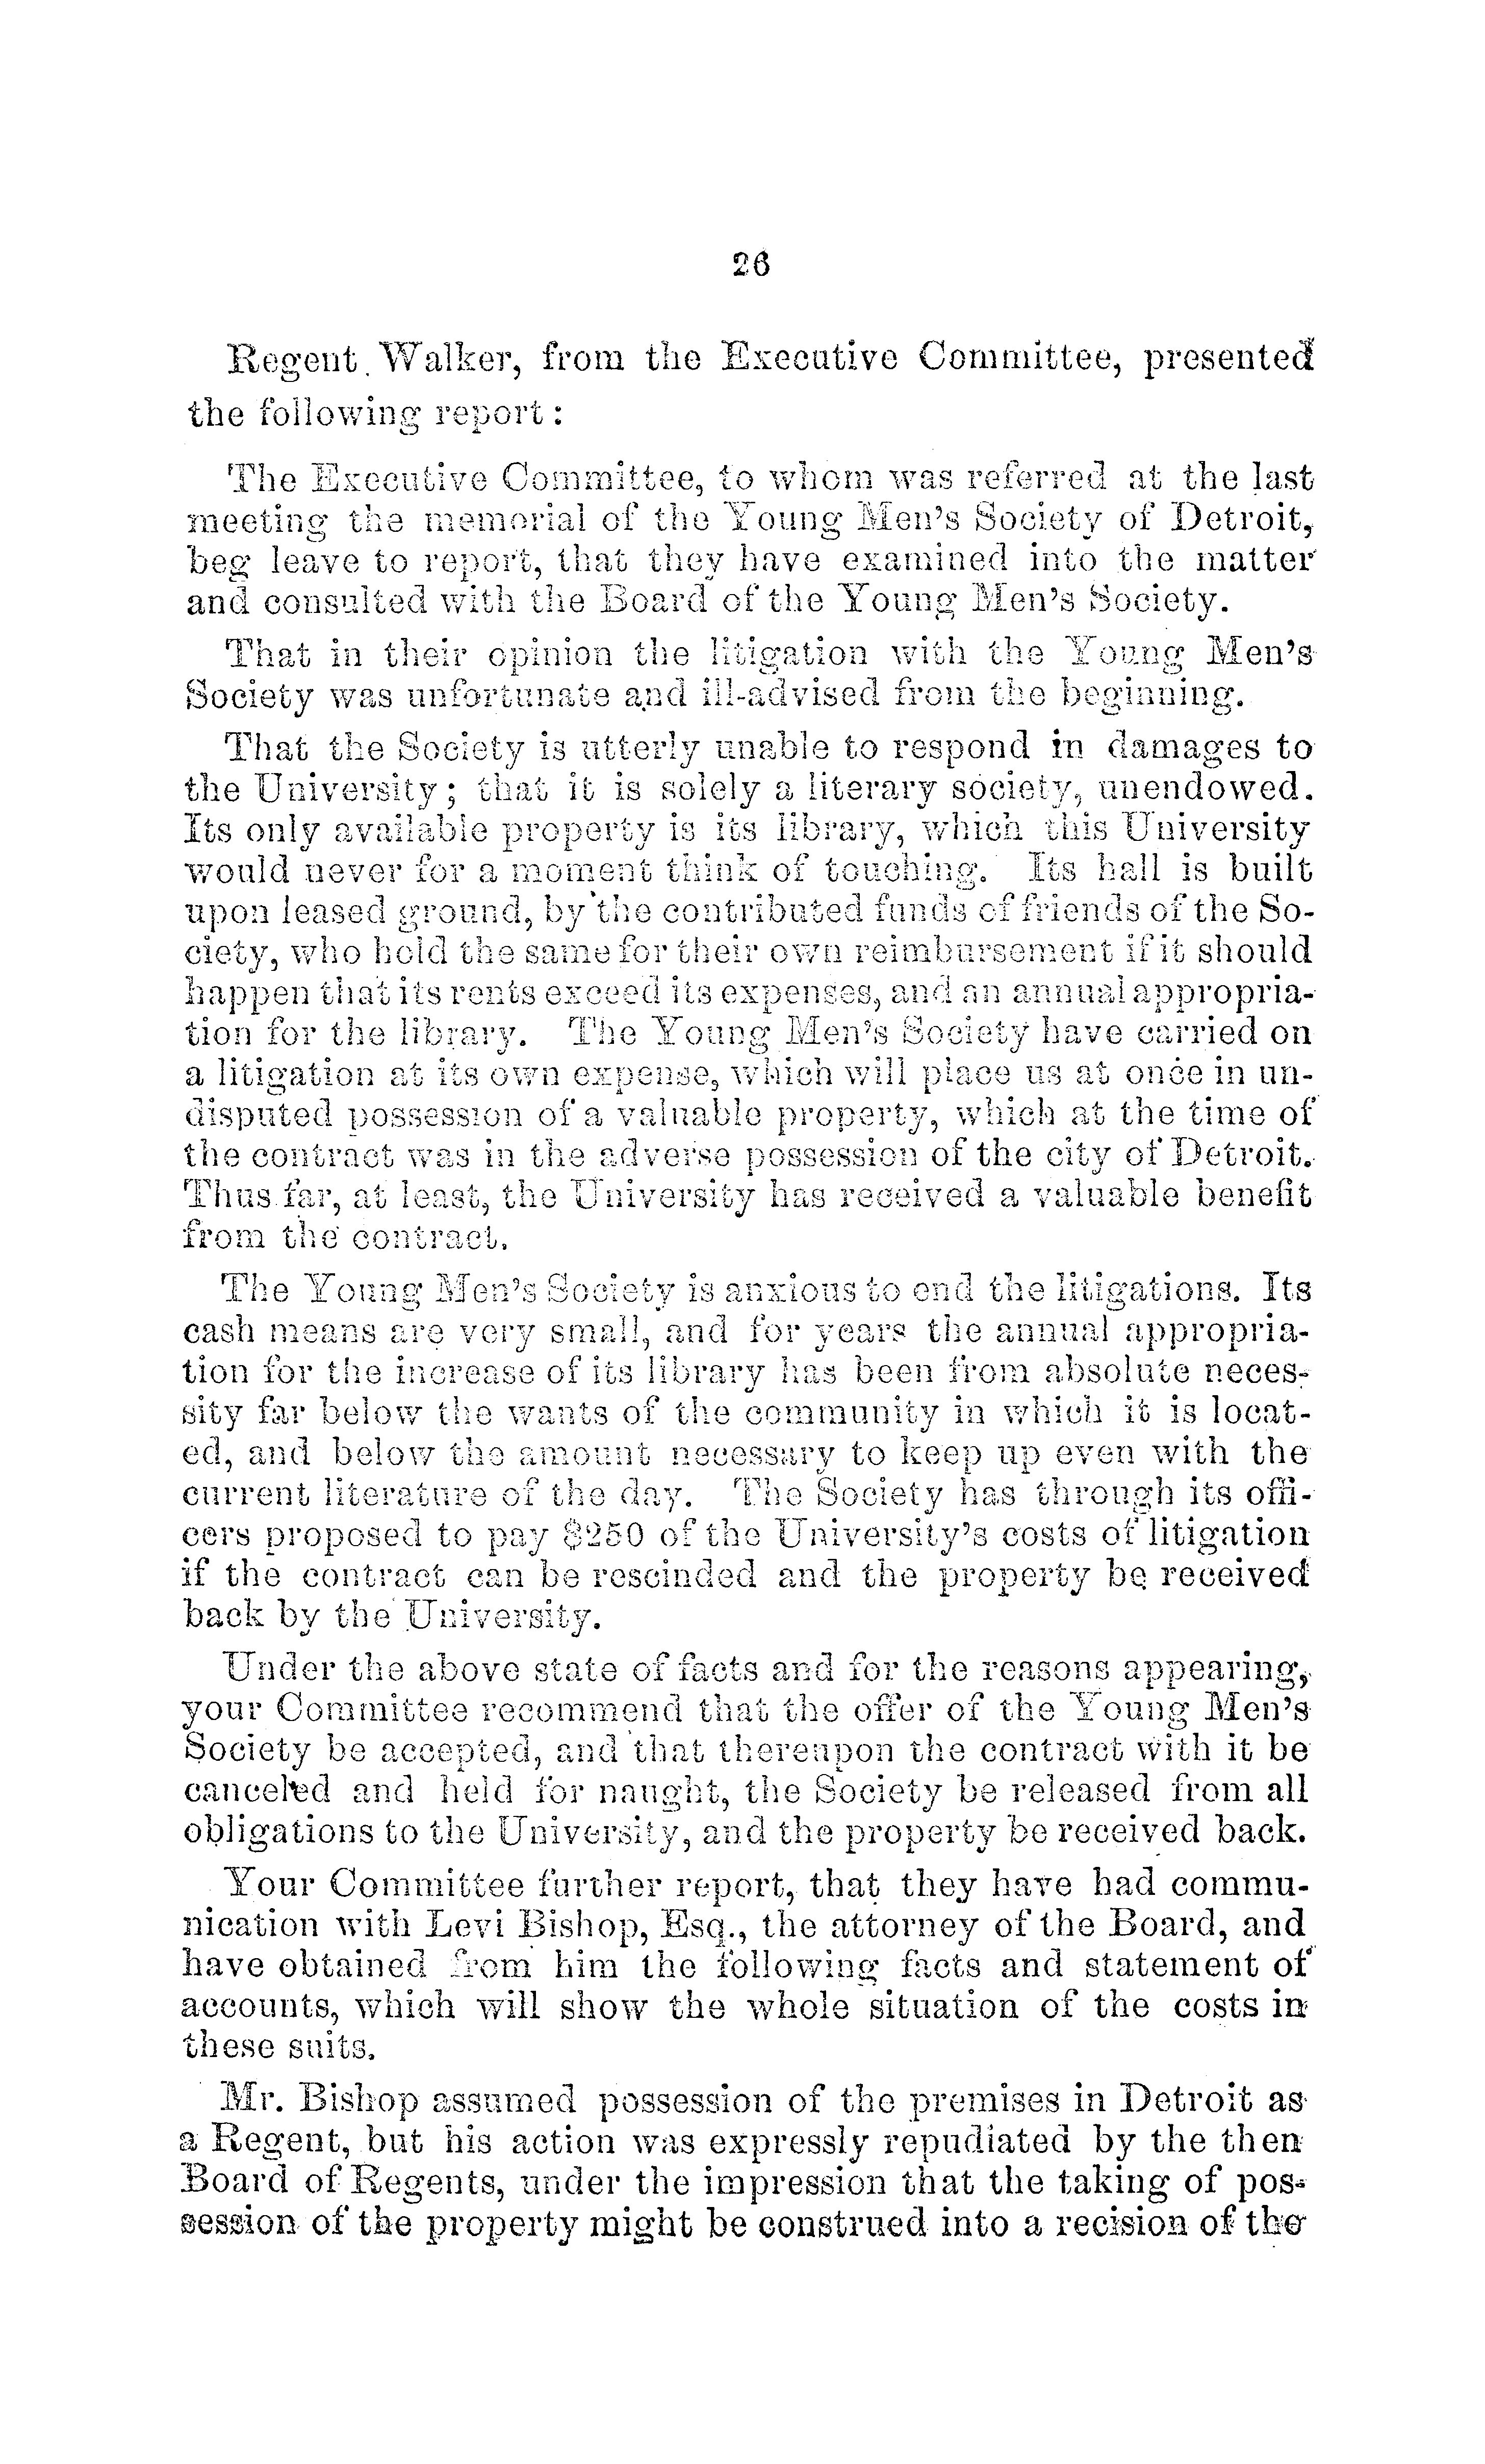 26
Regent Walker, from the Executive Committee, presented
the following report:
The Executive Committee, to whom was referred at the last
meeting the memorial of the Young Men's Society of Detroit,
beg leave to report, that they have examined into the matter
and consulted with the Board of the Young Men's Society.
That in their opinion the litigation with the Young Men's
Society was unfortunate and ill-advised from the beginning.
That the Society is utterly unable to respond in damages to
the University; that it is solely a literary society, unendowed.
Its only available property is its library, which this University
would never for a moment think of touching. Its hall is built
upon leased ground, by the contributed funds of friends of the So-
ciety, who hold the same for their own reimbursement if it should
happen that its rents exceed its expenses, and an annual appropria-
tion for the library. The Young Men's Society have carried on
a litigation at its own expense, which will place us at once in un-
disputed possession of a valuable property, which at the time of
the contract was in the adverse possession of the city of Detroit.
Thus far, at least, the University has received a valuable benefit
from the contract.
The Young Men's Society is anxious to end the litigations. Its
cash means are very small, and for years the annual appropria-
tion for the increase of its library has been from absolute neces-
sity far below the wants of the community in which it is locat-
ed, and below the amount necessary to keep up even with the
current literature of the day. The Society has through its offi-
cers proposed to pay $250 of the University's costs of litigation
if the contract can be rescinded and the property be received
back by the University.
Under the above state of facts and for the reasons appearing,
your Committee recommend that the offer of the Young Men's
Society be accepted, and that thereupon the contract with it be
canceled and held for naught, the Society be released from all
obligations to the University, and the property be received back.
Your Committee further report, that they have had commu-
nication with Levi Bishop, Esq., the attorney of the Board, and
have obtained from him the following facts and statement of
accounts, which will show the whole situation of the costs in
these suits.
Mr. Bishop assumed possession of the premises in Detroit as
a Regent, but his action was expressly repudiated by the then
Board of Regents, under the impression that the taking of pos-
session of the property might be construed into a recision of the